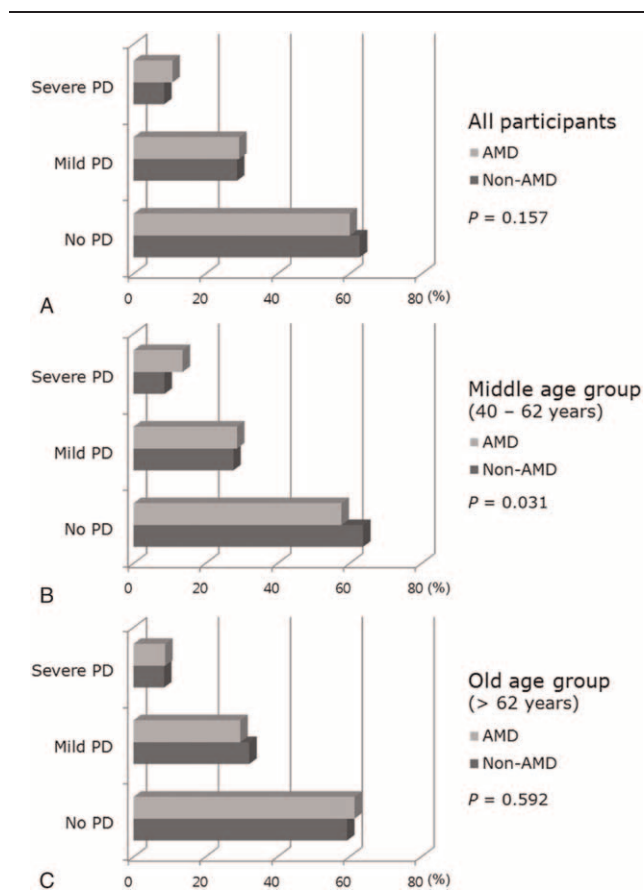 Severe PD
Mild PD
No PD
0 20 40 60 80 (%)
A
All participants
AMD
Non-AMD
P = 0.157
Severe PD
Mild PD
No PD
0 20 40 60 80 (%)
B
Middle age group
(40 – 62 years)
AMD
Non-AMD
P = 0.031
Severe PD
Mild PD
No PD
0 20 40 60 80 (%)
C
Old age group
(> 62 years)
AMD
Non-AMD
P = 0.592